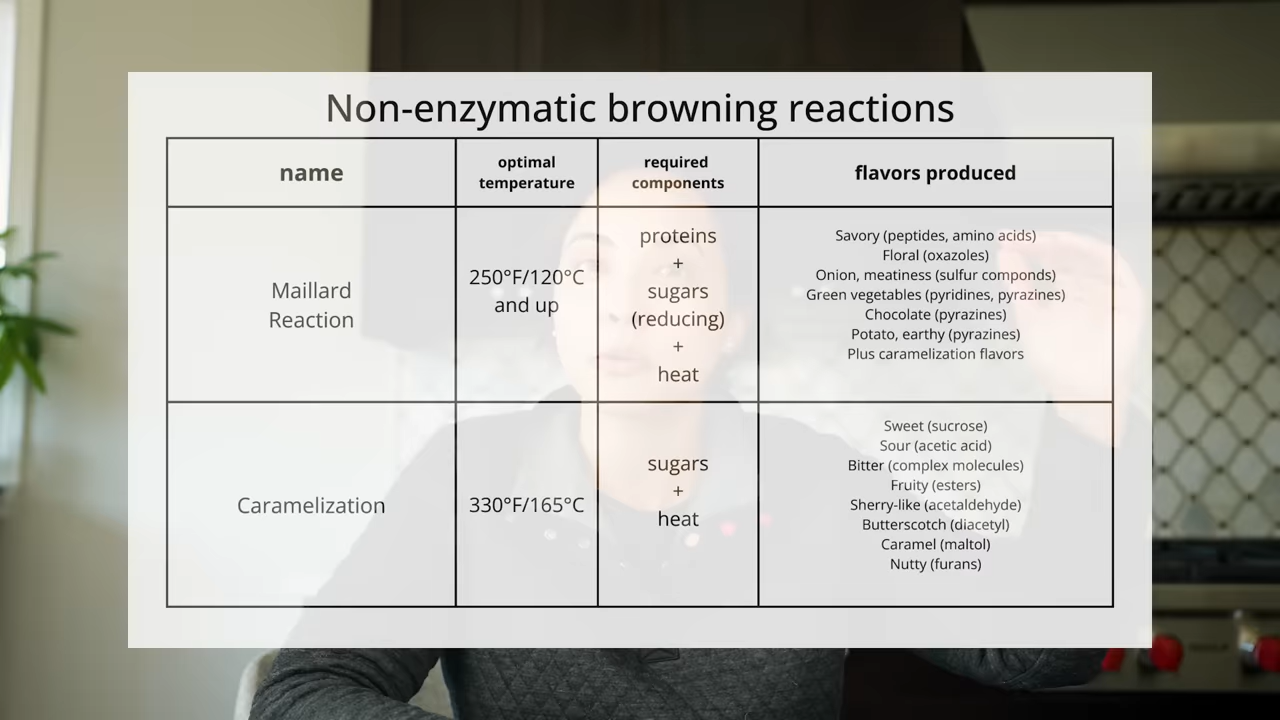 Non-enzymatic browning reactions
name
optimal
temperature
required
components
flavors produced
Maillard
Reaction
250°F/120°C
and up
proteins
+
sugars
(reducing)
+
heat
Savory (peptides, amino acids)
Floral (oxazoles)
Onion, meatiness (sulfur componds)
Green vegetables (pyridines, pyrazines)
Chocolate (pyrazines)
Potato, earthy (pyrazines)
Plus caramelization flavors
Caramelization
330°F/165°C
sugars
+
heat
Sweet (sucrose)
Sour (acetic acid)
Bitter (complex molecules)
Fruity (esters)
Sherry-like (acetaldehyde)
Butterscotch (diacetyl)
Caramel (maltol)
Nutty (furans)